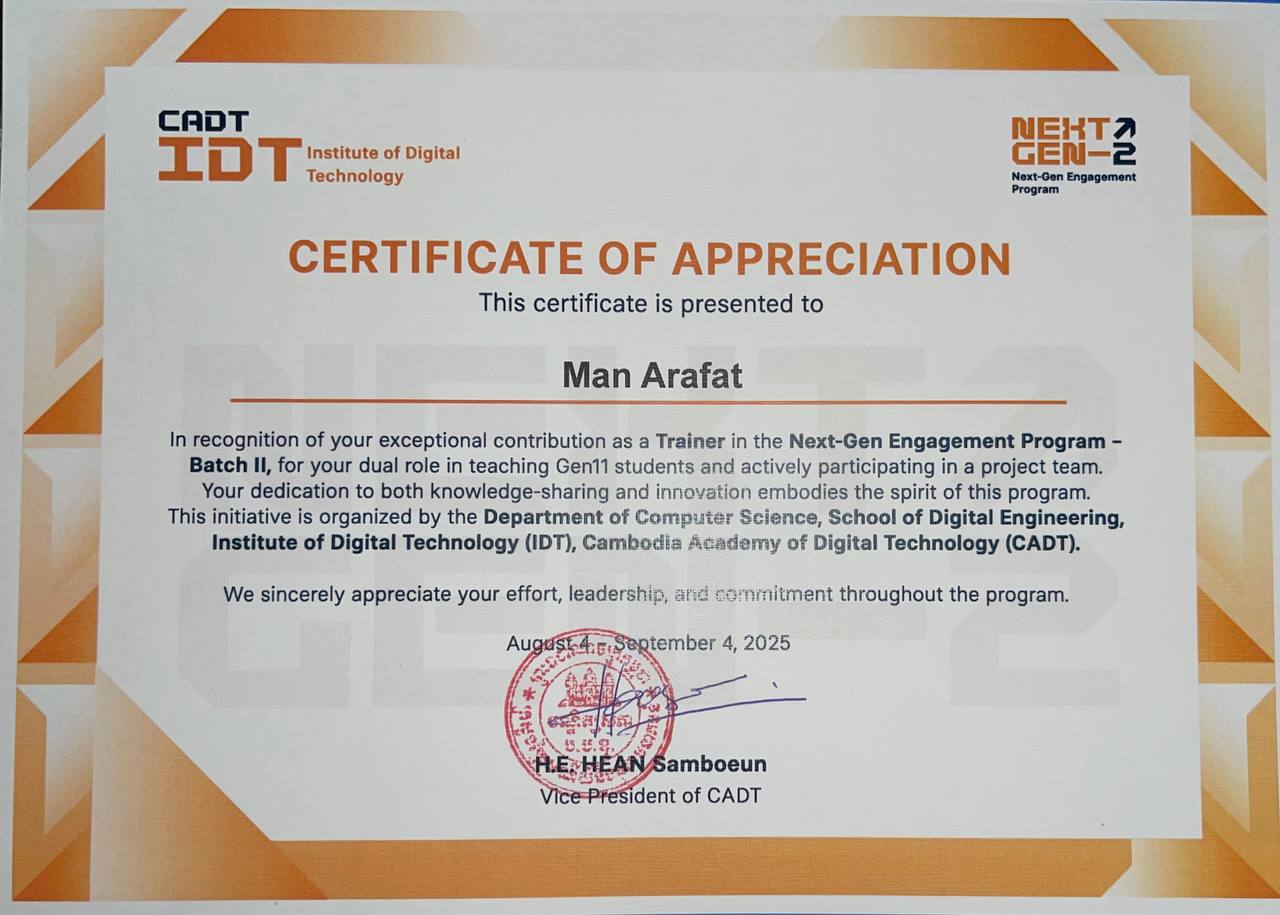 CADT
IDT Institute of Digital
Technology
NEXT
GEN-2
Next-Gen Engagement
Program
CERTIFICATE OF APPRECIATION
This certificate is presented to
Man Arafat
In recognition of your exceptional contribution as a Trainer in the Next-Gen Engagement Program –
Batch II, for your dual role in teaching Gen11 students and actively participating in a project team.
Your dedication to both knowledge-sharing and innovation embodies the spirit of this program.
This initiative is organized by the Department of Computer Science, School of Digital Engineering,
Institute of Digital Technology (IDT), Cambodia Academy of Digital Technology (CADT).
We sincerely appreciate your effort, leadership, and commitment throughout the program.
August 4 – September 4, 2025
H.E. HEAN Samboeun
Vice President of CADT